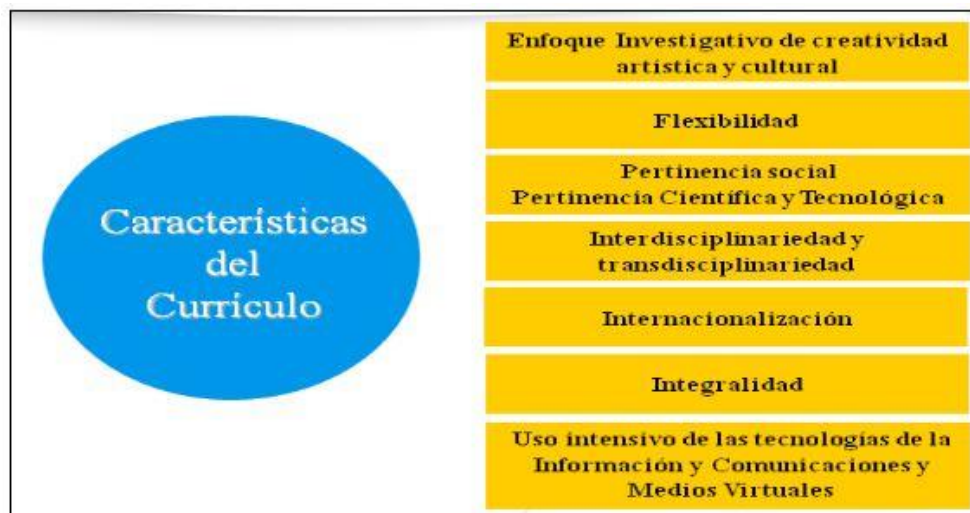 Característicás
del
Currículo
Enfoque Investigativo de creatividad
artística y cultural
Flexibilidad
Pertinencia social
Pertinencia Científica y Tecnológica
Interdisciplinariedad y
transdisciplinariedad
Internacionalización
Integralidad
Uso intensivo de las tecnologías de la
Información y Comunicaciones y
Medios Virtuales